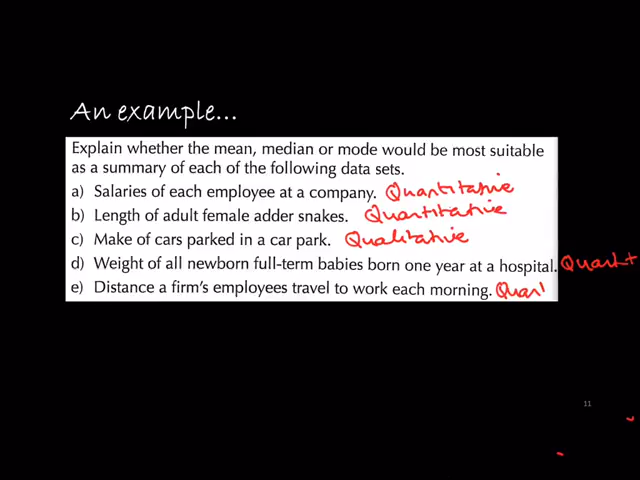 An example...
Explain whether the mean, median or mode would be most suitable
as a summary of each of the following data sets.
a) Salaries of each employee at a company. Quantitative
b) Length of adult female adder snakes. Quantitative
c) Make of cars parked in a car park. Qualitative
d) Weight of all newborn full-term babies born one year at a hospital. Quant
e) Distance a firm's employees travel to work each morning. Quan
11